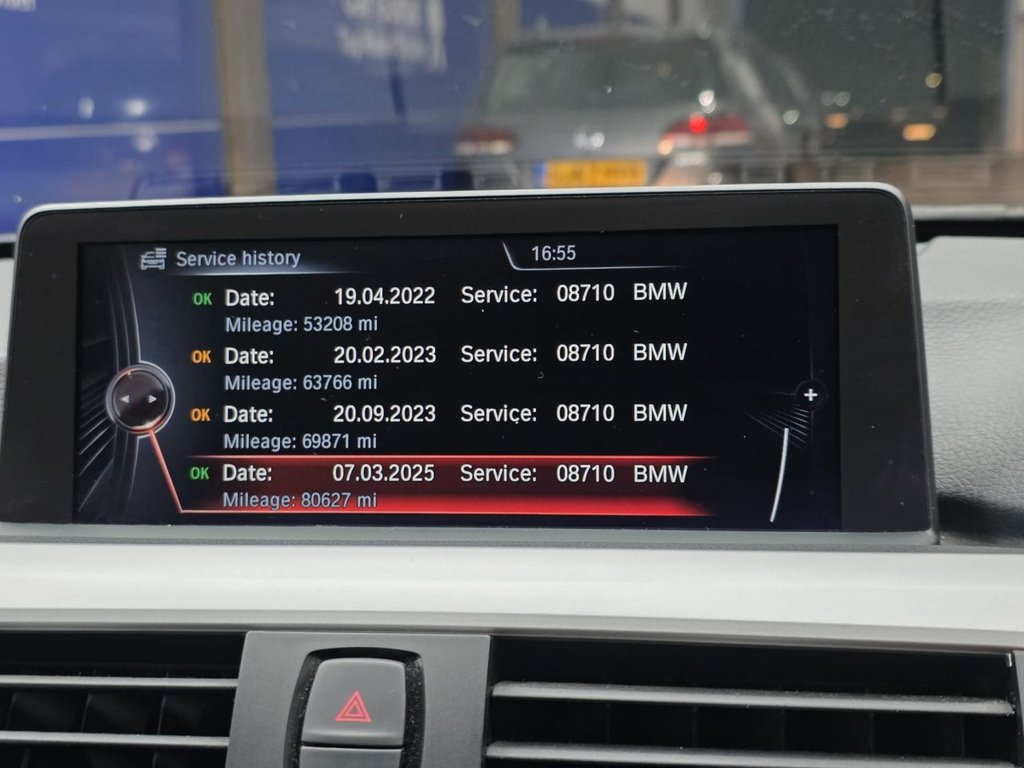 Service history 16:55
OK Date: 19.04.2022 Service: 08710 BMW
Mileage: 53208 mi
OK Date: 20.02.2023 Service: 08710 BMW
Mileage: 63766 mi
OK Date: 20.09.2023 Service: 08710 BMW
Mileage: 69871 mi
OK Date: 07.03.2025 Service: 08710 BMW
Mileage: 80627 mi